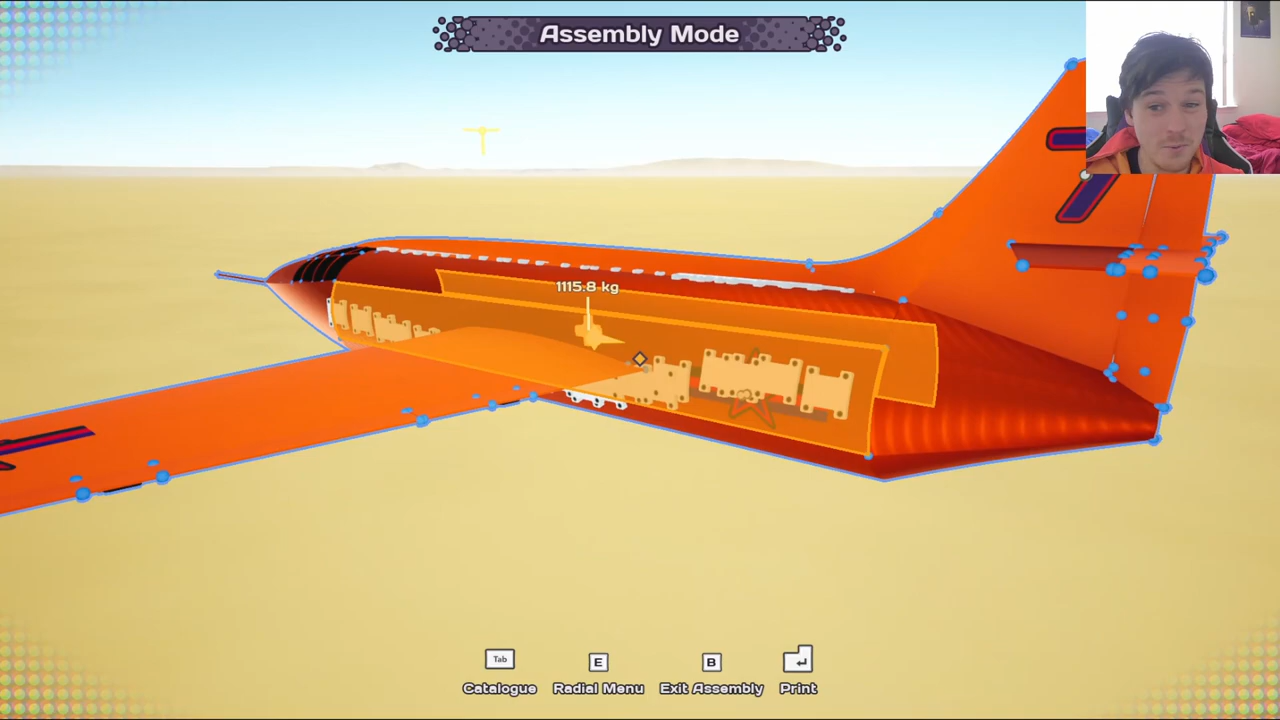 Assembly Mode
1115.8 kg
Tab
E
B
Catalogue
Radial Menu
Exit Assembly
Print